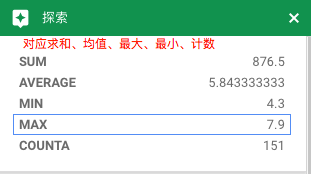 探索
对应求和、均值、最大、最小、计数
SUM 876.5
AVERAGE 5.843333333
MIN 4.3
MAX 7.9
COUNTA 151